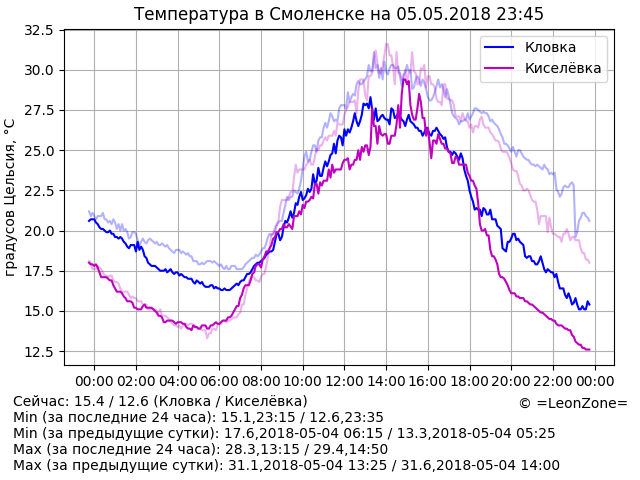 Температура в Смоленске на 05.05.2018 23:45
градусов Цельсия, °C
32.5
30.0
27.5
25.0
22.5
20.0
17.5
15.0
12.5
Кловка
Киселёвка
00:00 02:00 04:00 06:00 08:00 10:00 12:00 14:00 16:00 18:00 20:00 22:00 00:00
Сейчас: 15.4 / 12.6 (Кловка / Киселёвка)
© =LeonZone=
Min (за последние 24 часа): 15.1,23:15 / 12.6,23:35
Min (за предыдущие сутки): 17.6,2018-05-04 06:15 / 13.3,2018-05-04 05:25
Max (за последние 24 часа): 28.3,13:15 / 29.4,14:50
Max (за предыдущие сутки): 31.1,2018-05-04 13:25 / 31.6,2018-05-04 14:00